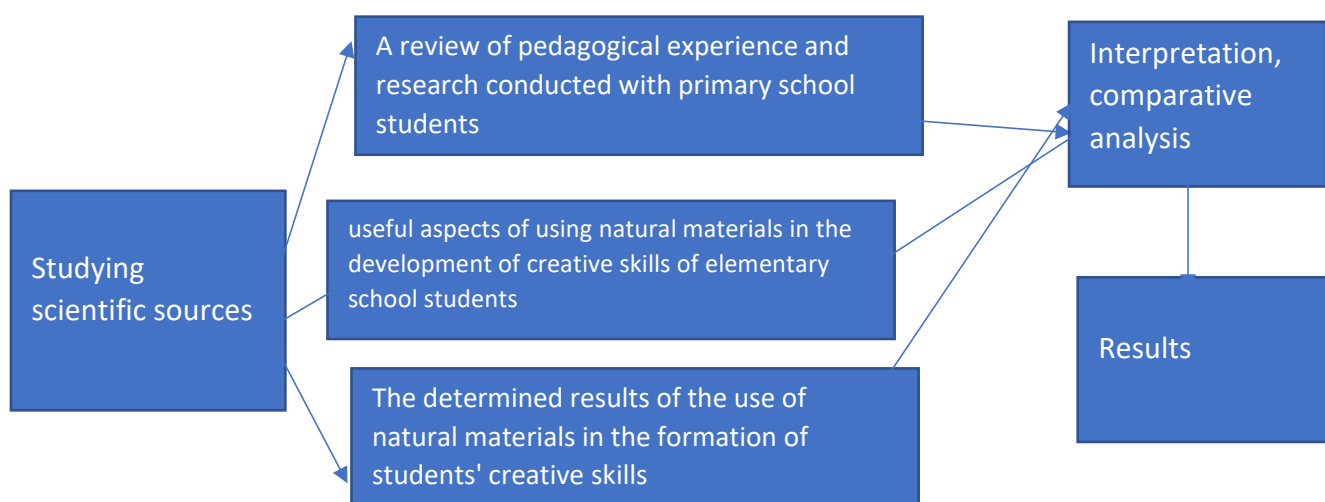 Studying
scientific sources
A review of pedagogical experience and
research conducted with primary school
students
useful aspects of using natural materials in the
development of creative skills of elementary
school students
The determined results of the use of
natural materials in the formation of
students' creative skills
Interpretation,
comparative
analysis
Results